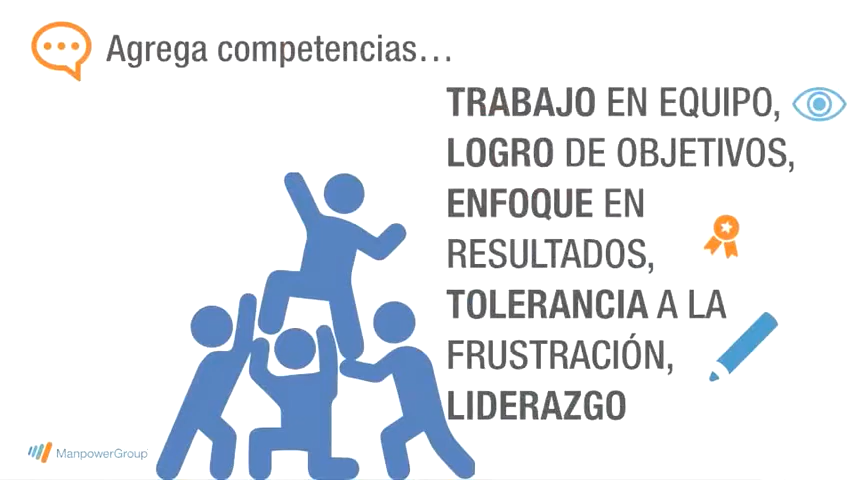 Agrega competencias...
TRABAJO EN EQUIPO,
LOGRO DE OBJETIVOS,
ENFOQUE EN
RESULTADOS,
TOLERANCIA A LA
FRUSTRACIÓN,
LIDERAZGO
ManpowerGroup